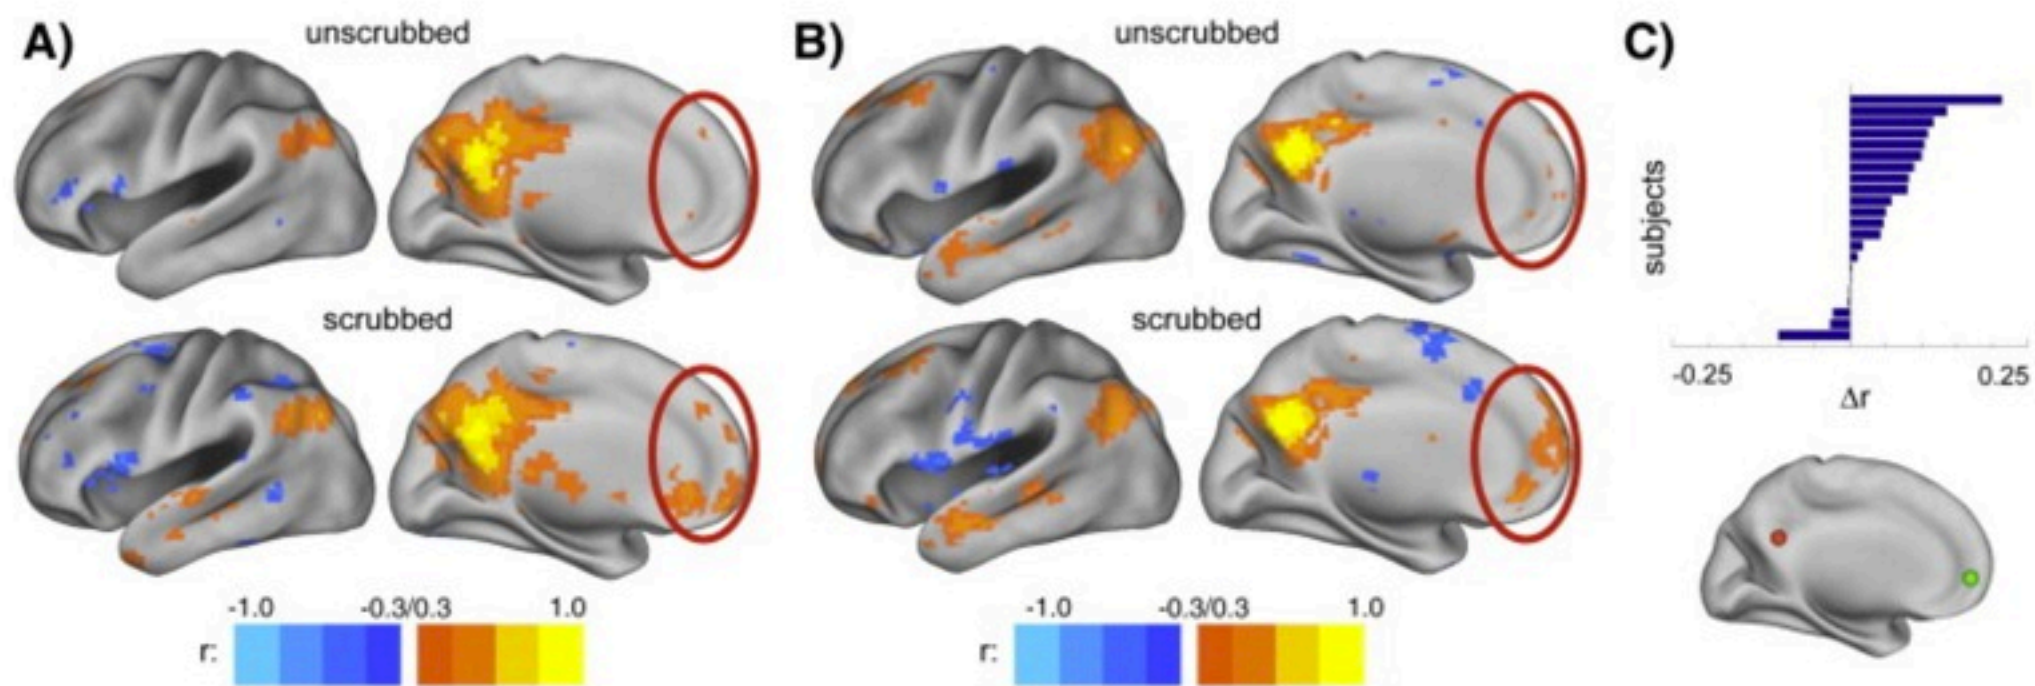 A)
unscrubbed
scrubbed
-1.0 -0.3/0.3 1.0
r:
B)
unscrubbed
scrubbed
-1.0 -0.3/0.3 1.0
r:
C)
subjects
-0.25 0.25
Δr